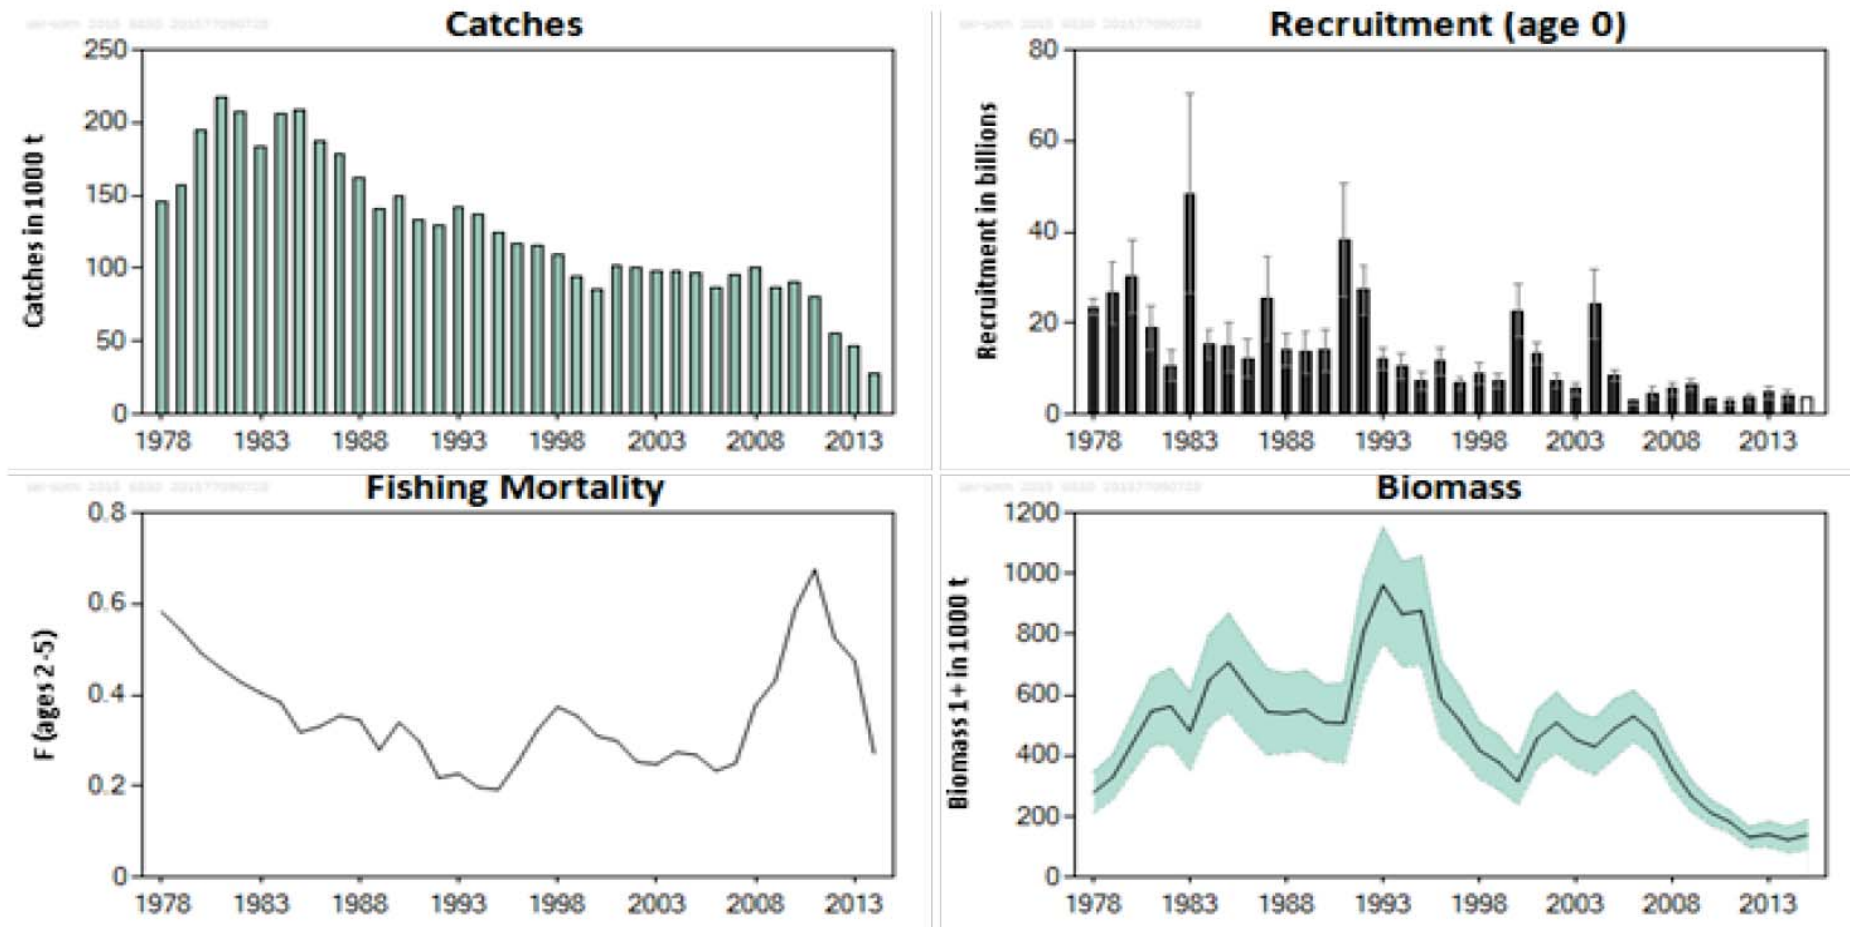 Catches
250
200
150
100
50
0
Catches in 1000 t
1978 1983 1988 1993 1998 2003 2008 2013
Recruitment (age 0)
80
60
40
20
0
Recruitment in billions
1978 1983 1988 1993 1998 2003 2008 2013
Fishing Mortality
0.8
0.6
0.4
0.2
0
F (ages 2-5)
1978 1983 1988 1993 1998 2003 2008 2013
Biomass
1200
1000
800
600
400
200
0
Biomass 1+ in 1000 t
1978 1983 1988 1993 1998 2003 2008 2013